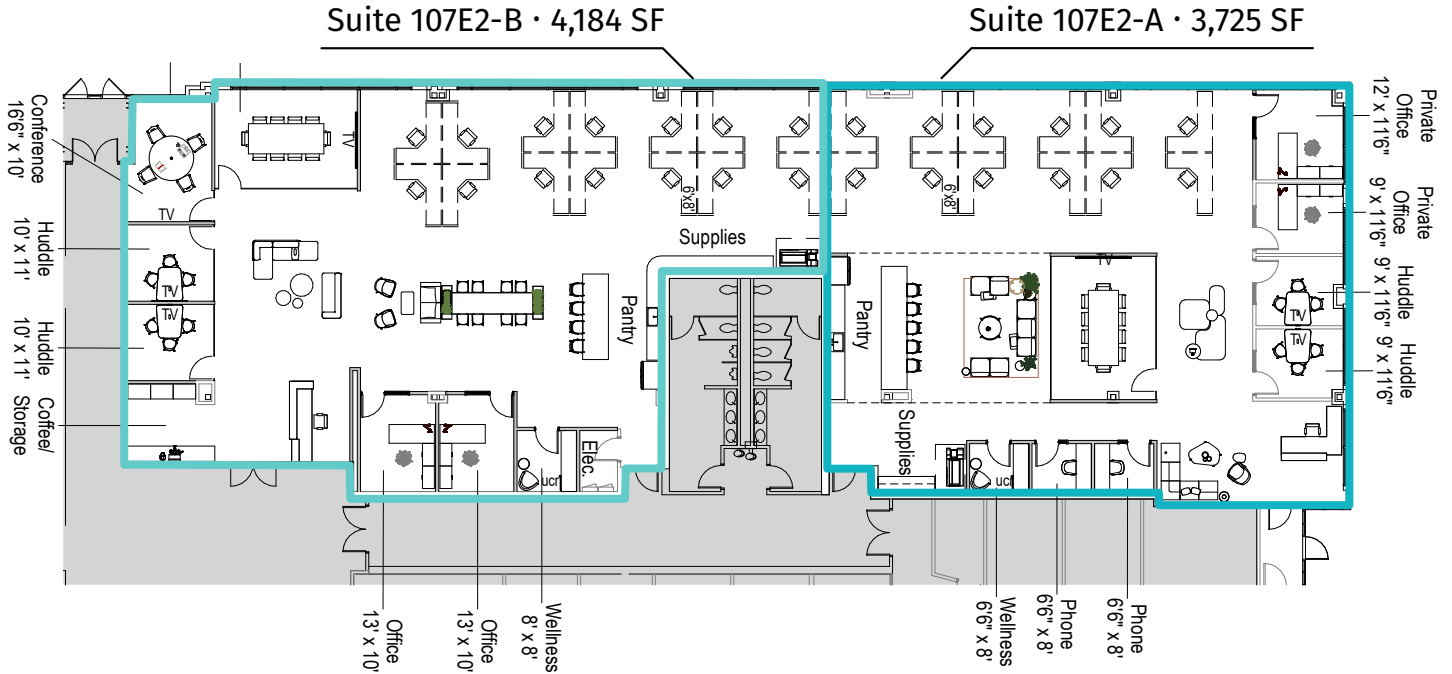 Suite 107E2-B · 4,184 SF
Suite 107E2-A · 3,725 SF
Conference
16'6" x 10'
Huddle
10' x 11'
Huddle
10' x 11'
Coffee/
Storage
TV
TV
TV
TV
6'x8'
Supplies
Pantry
Elec.
ucr
Office
13' x 10'
Office
13' x 10'
Wellness
8' x 8'
6'x8'
Pantry
TV
Supplies
ucr
TV
TV
Wellness
6'6" x 8'
Phone
6'6" x 8'
Phone
6'6" x 8'
Private
Office
12' x 11'6"
Private
Office
9' x 11'6"
Huddle
9' x 11'6"
Huddle
9' x 11'6"